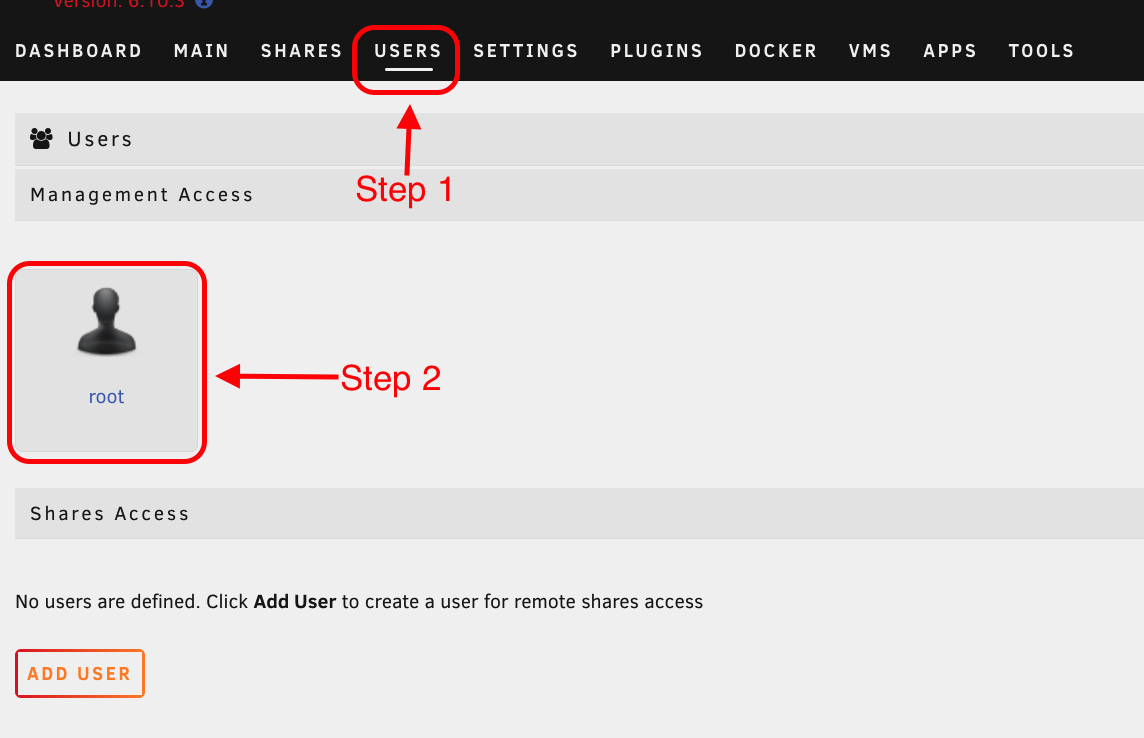 Version: 6.10.3
DASHBOARD MAIN SHARES USERS SETTINGS PLUGINS DOCKER VMS APPS TOOLS
Users
Management Access
Step 1
root
Step 2
Shares Access
No users are defined. Click Add User to create a user for remote shares access
ADD USER